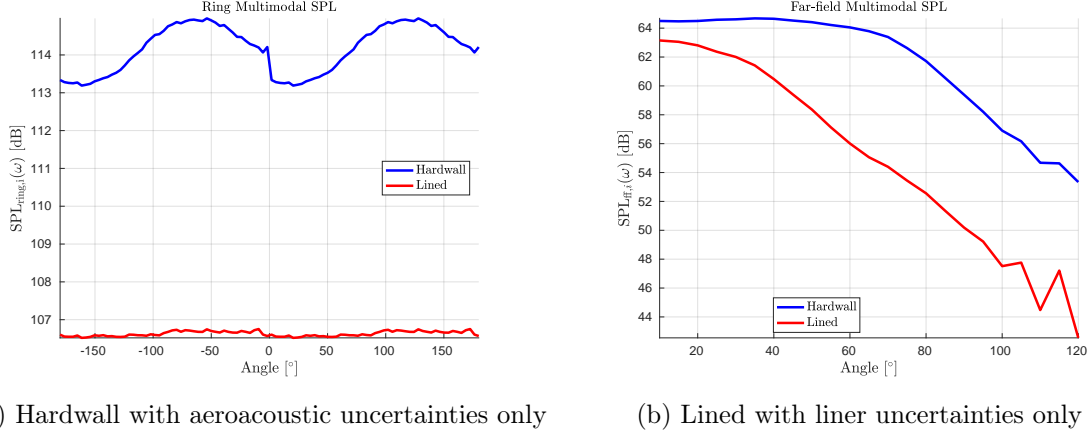 Ring Multimodal SPL
114
113
112
111
110
109
108
107
SPL_ring,i(ω) [dB]
Hardwall
Lined
-150 -100 -50 0 50 100 150
Angle [°]
Far-field Multimodal SPL
64
62
60
58
56
54
52
50
48
46
44
SPL_ff,i(ω) [dB]
Hardwall
Lined
20 40 60 80 100 120
Angle [°]
) Hardwall with aeroacoustic uncertainties only
(b) Lined with liner uncertainties only